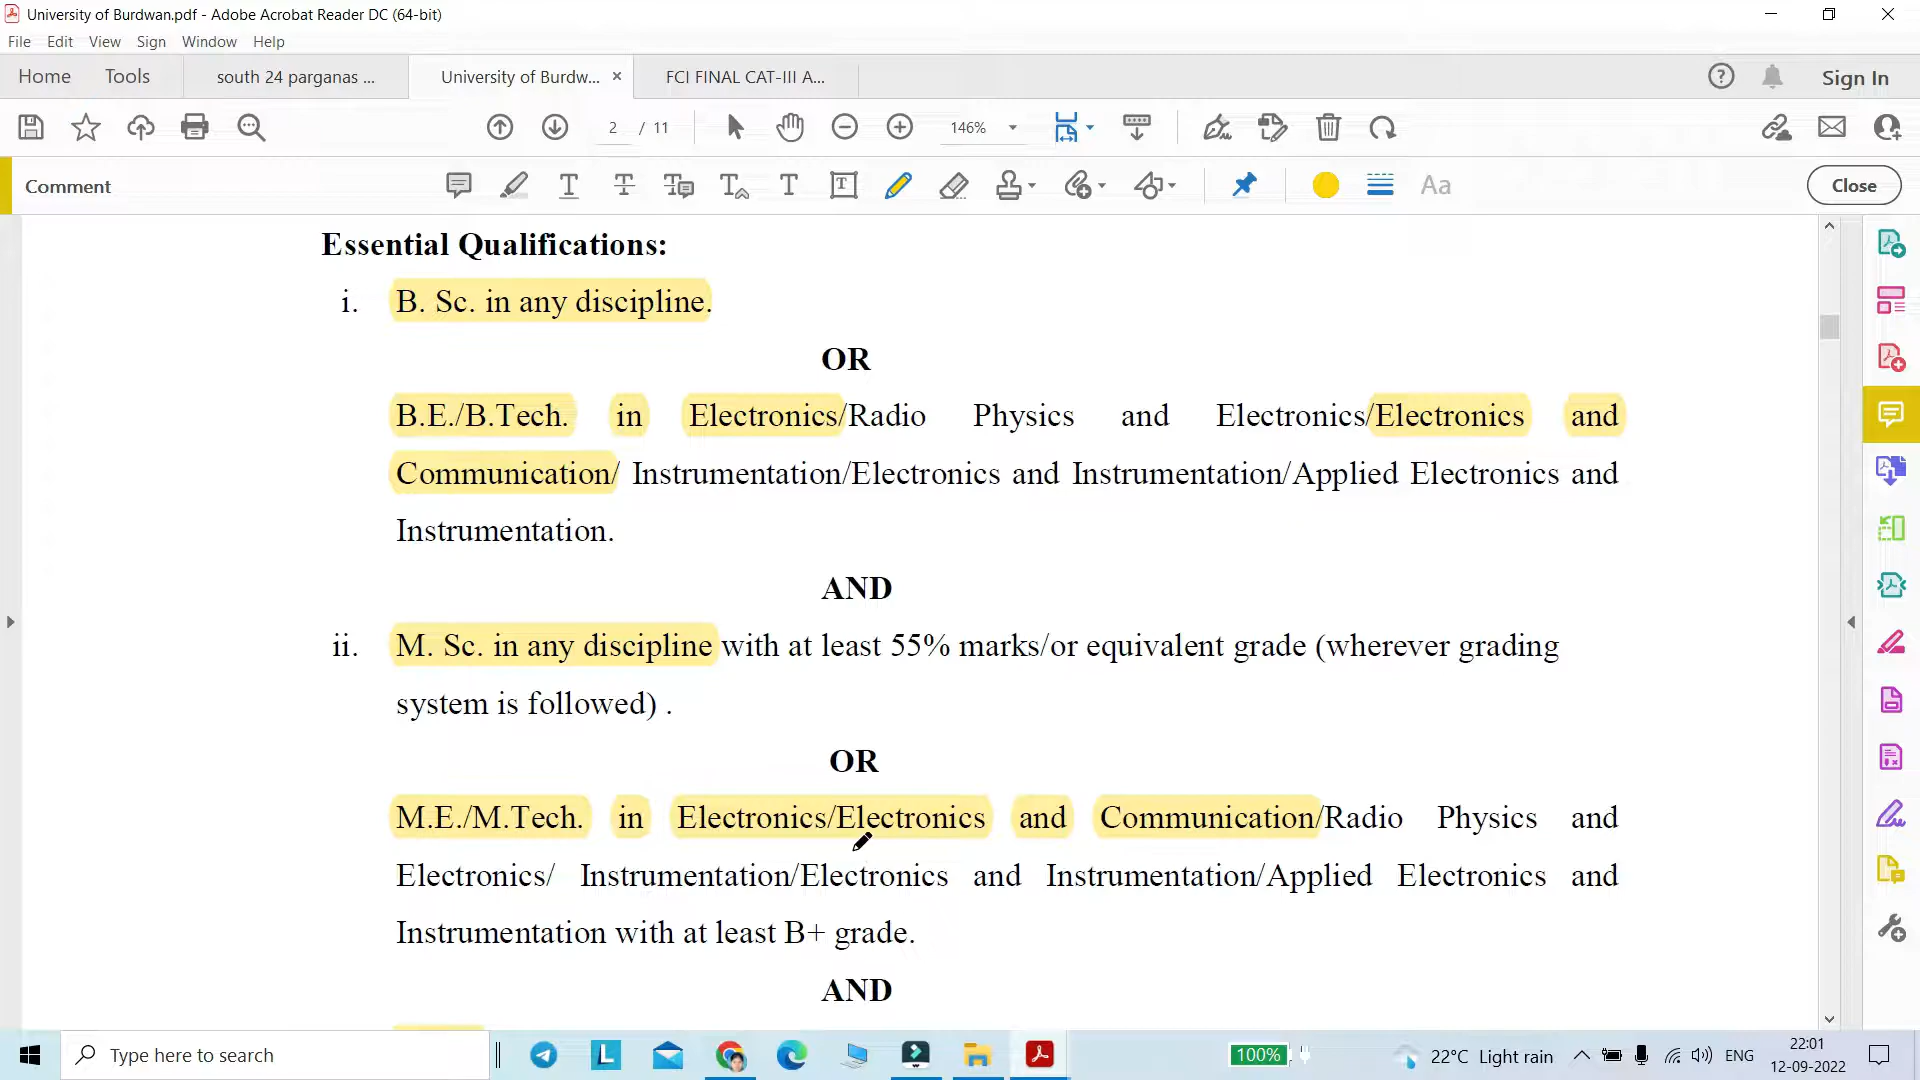 University of Burdwan.pdf - Adobe Acrobat Reader DC (64-bit)
File Edit View Sign Window Help
Home Tools south 24 parganas ... University of Burdw... × FCI FINAL CAT-III A... Sign In
2 / 11 146%
Comment Aa Close
Essential Qualifications:
i. B. Sc. in any discipline.
OR
B.E./B.Tech. in Electronics/Radio Physics and Electronics/Electronics and
Communication/ Instrumentation/Electronics and Instrumentation/Applied Electronics and
Instrumentation.
AND
ii. M. Sc. in any discipline with at least 55% marks/or equivalent grade (wherever grading
system is followed) .
OR
M.E./M.Tech. in Electronics/Electronics and Communication/Radio Physics and
Electronics/ Instrumentation/Electronics and Instrumentation/Applied Electronics and
Instrumentation with at least B+ grade.
AND
Type here to search L 100% 22°C Light rain ENG 22:01
12-09-2022